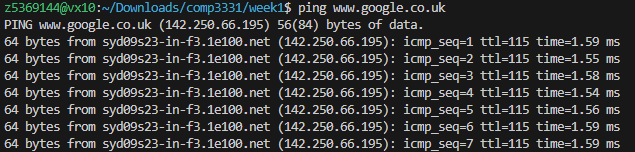 z5369144@vx10:~/Downloads/comp3331/week1$ ping www.google.co.uk
PING www.google.co.uk (142.250.66.195) 56(84) bytes of data.
64 bytes from syd09s23-in-f3.1e100.net (142.250.66.195): icmp_seq=1 ttl=115 time=1.59 ms
64 bytes from syd09s23-in-f3.1e100.net (142.250.66.195): icmp_seq=2 ttl=115 time=1.55 ms
64 bytes from syd09s23-in-f3.1e100.net (142.250.66.195): icmp_seq=3 ttl=115 time=1.58 ms
64 bytes from syd09s23-in-f3.1e100.net (142.250.66.195): icmp_seq=4 ttl=115 time=1.54 ms
64 bytes from syd09s23-in-f3.1e100.net (142.250.66.195): icmp_seq=5 ttl=115 time=1.56 ms
64 bytes from syd09s23-in-f3.1e100.net (142.250.66.195): icmp_seq=6 ttl=115 time=1.59 ms
64 bytes from syd09s23-in-f3.1e100.net (142.250.66.195): icmp_seq=7 ttl=115 time=1.59 ms